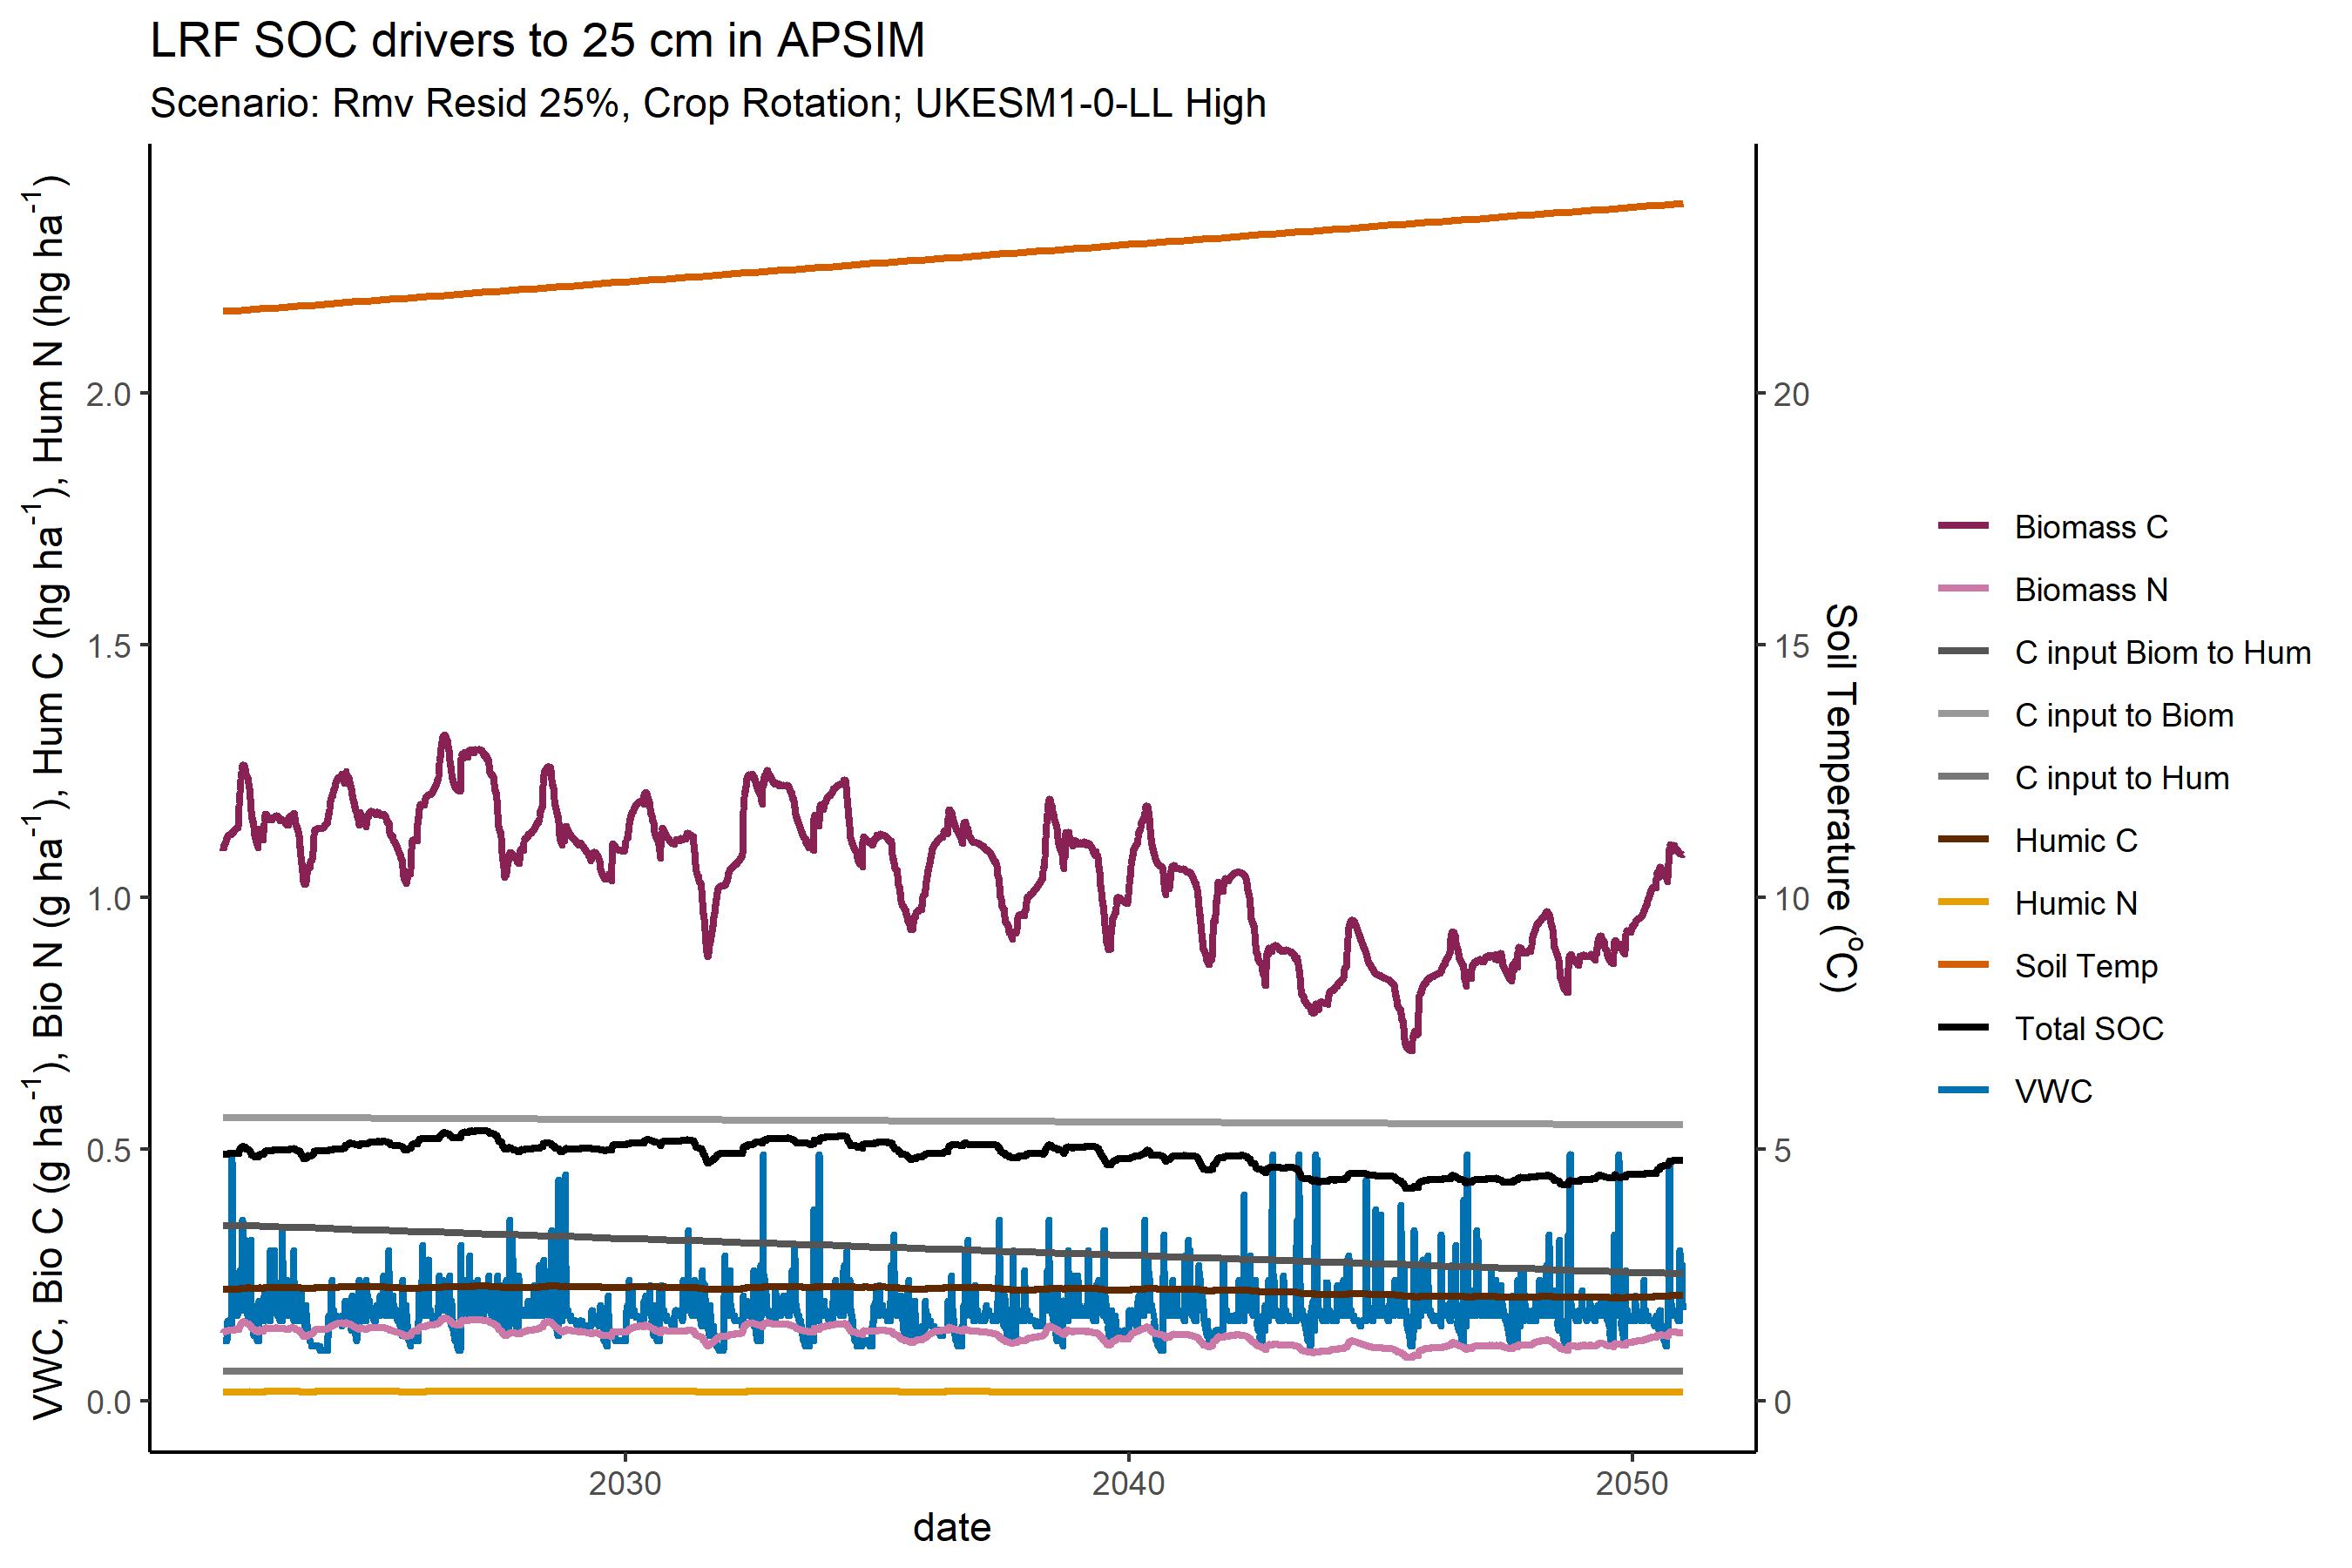 LRF SOC drivers to 25 cm in APSIM
Scenario: Rmv Resid 25%, Crop Rotation; UKESM1-0-LL High
VWC, Bio C (g ha⁻¹), Bio N (g ha⁻¹), Hum C (hg ha⁻¹), Hum N (hg ha⁻¹)
2.0
1.5
1.0
0.5
0.0
20
15
10
5
0
Soil Temperature (°C)
2030
2040
2050
date
Biomass C
Biomass N
C input Biom to Hum
C input to Biom
C input to Hum
Humic C
Humic N
Soil Temp
Total SOC
VWC